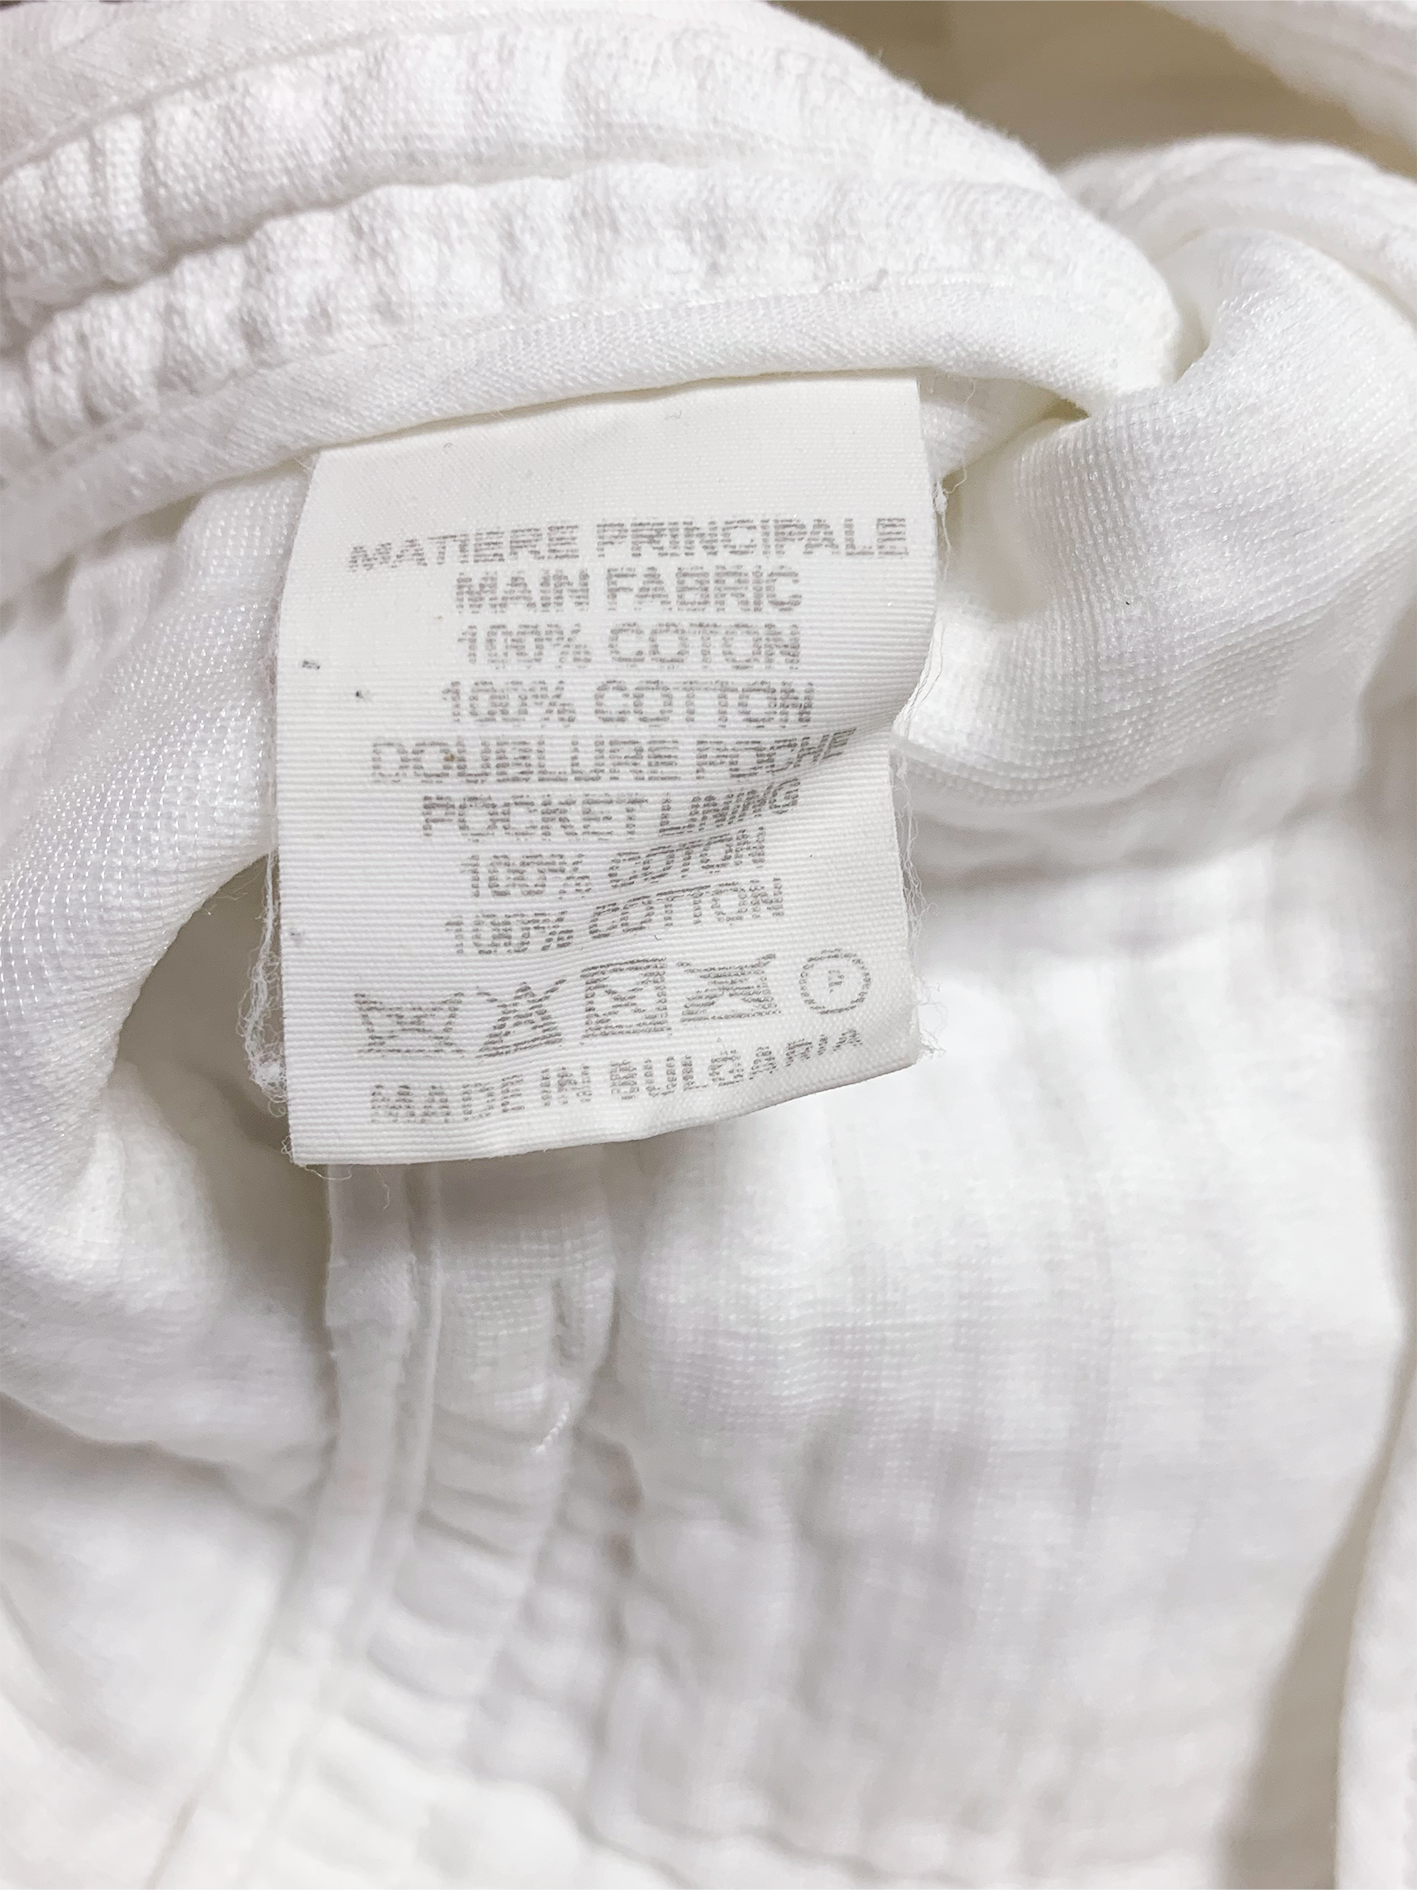 MATIERE PRINCIPALE
MAIN FABRIC
100% COTON
100% COTTON
DOUBLURE POCHE
POCKET LINING
100% COTON
100% COTTON
P
MADE IN BULGARIA